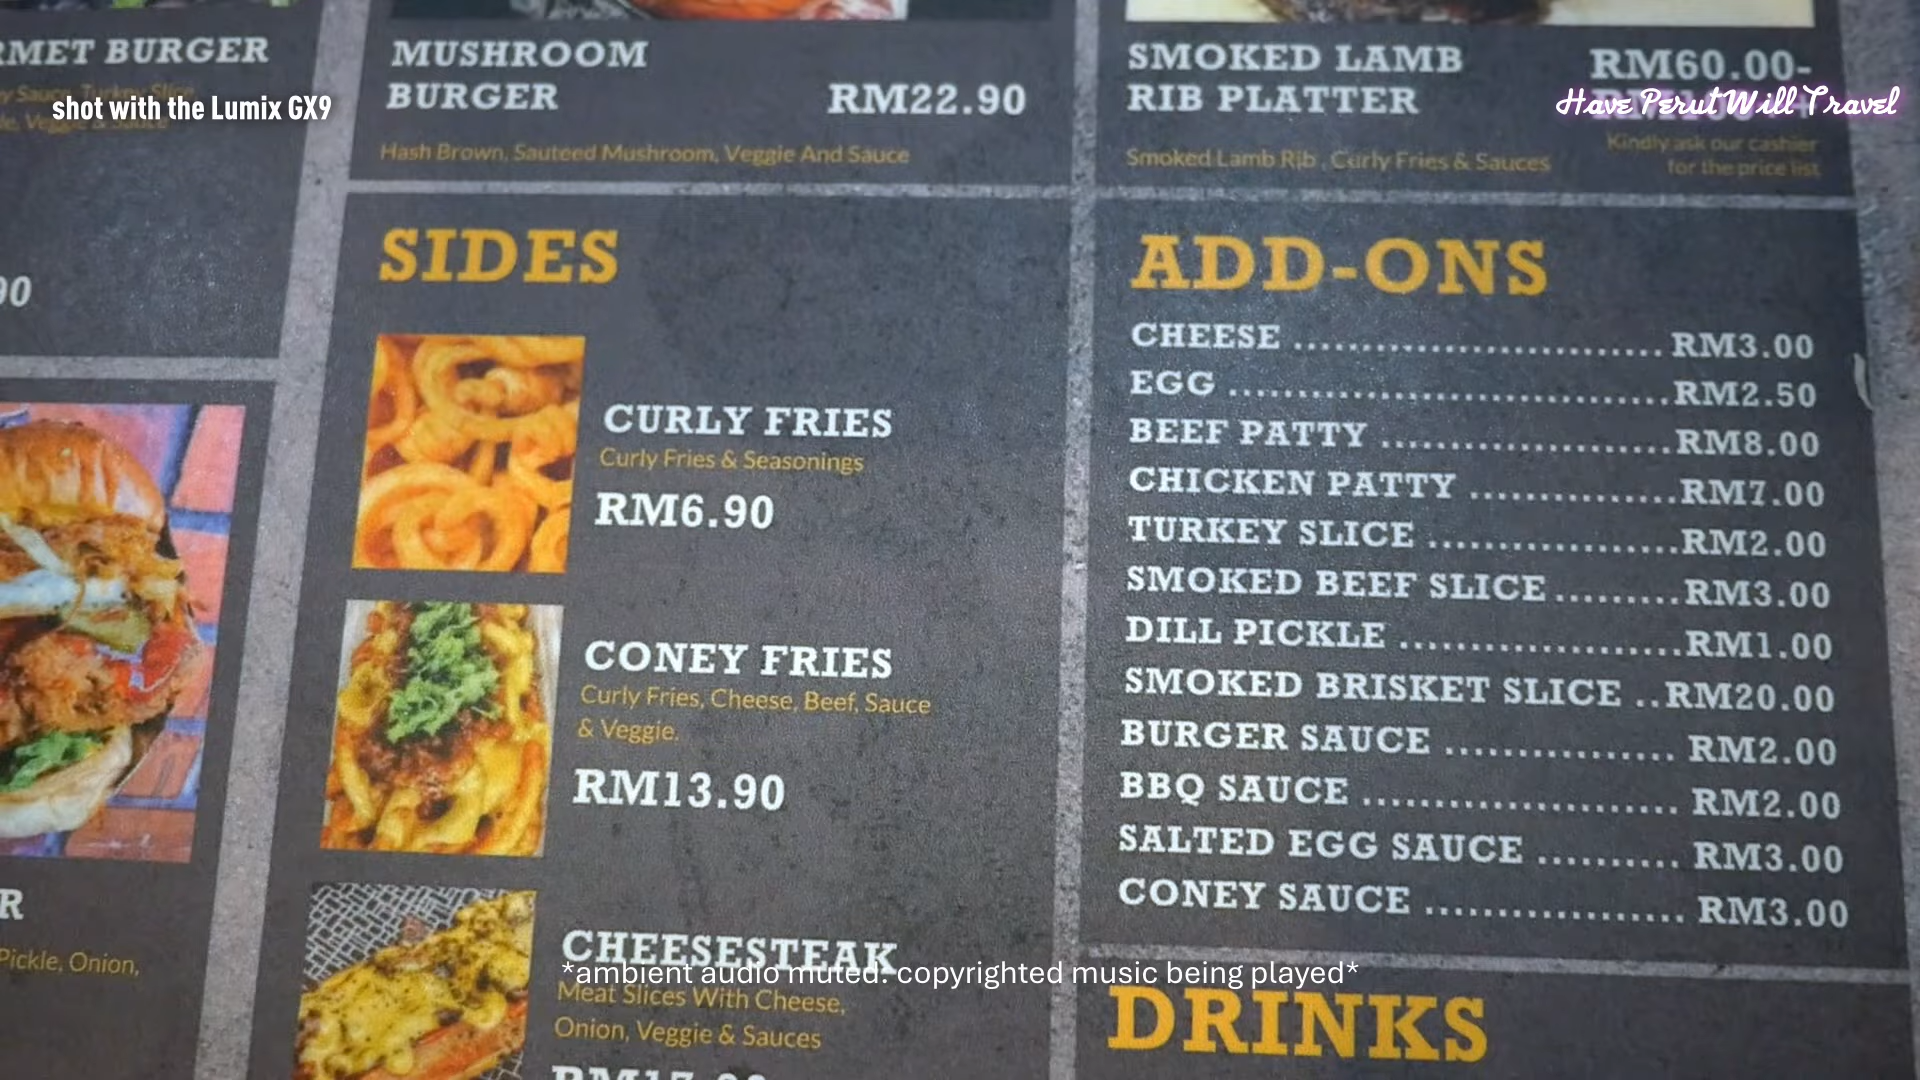 RMET BURGER
shot with the Lumix GX9
90
R
Pickle, Onion,
MUSHROOM
BURGER RM22.90
Hash Brown, Sauteed Mushroom, Veggie And Sauce
SIDES
CURLY FRIES
Curly Fries & Seasonings
RM6.90
CONEY FRIES
Curly Fries, Cheese, Beef, Sauce
& Veggie.
RM13.90
CHEESESTEAK
Meat Slices With Cheese,
Onion, Veggie & Sauces
SMOKED LAMB RM60.00-
RIB PLATTER
Have Perut Will Travel
Smoked Lamb Rib , Curly Fries & Sauces
Kindly ask our cashier
for the price list
ADD-ONS
CHEESE ............................ RM3.00
EGG ................................. RM2.50
BEEF PATTY ...................... RM8.00
CHICKEN PATTY ................ RM7.00
TURKEY SLICE ................... RM2.00
SMOKED BEEF SLICE .......... RM3.00
DILL PICKLE ..................... RM1.00
SMOKED BRISKET SLICE .. RM20.00
BURGER SAUCE ................. RM2.00
BBQ SAUCE ....................... RM2.00
SALTED EGG SAUCE .......... RM3.00
CONEY SAUCE ................... RM3.00
*ambient audio muted: copyrighted music being played*
DRINKS